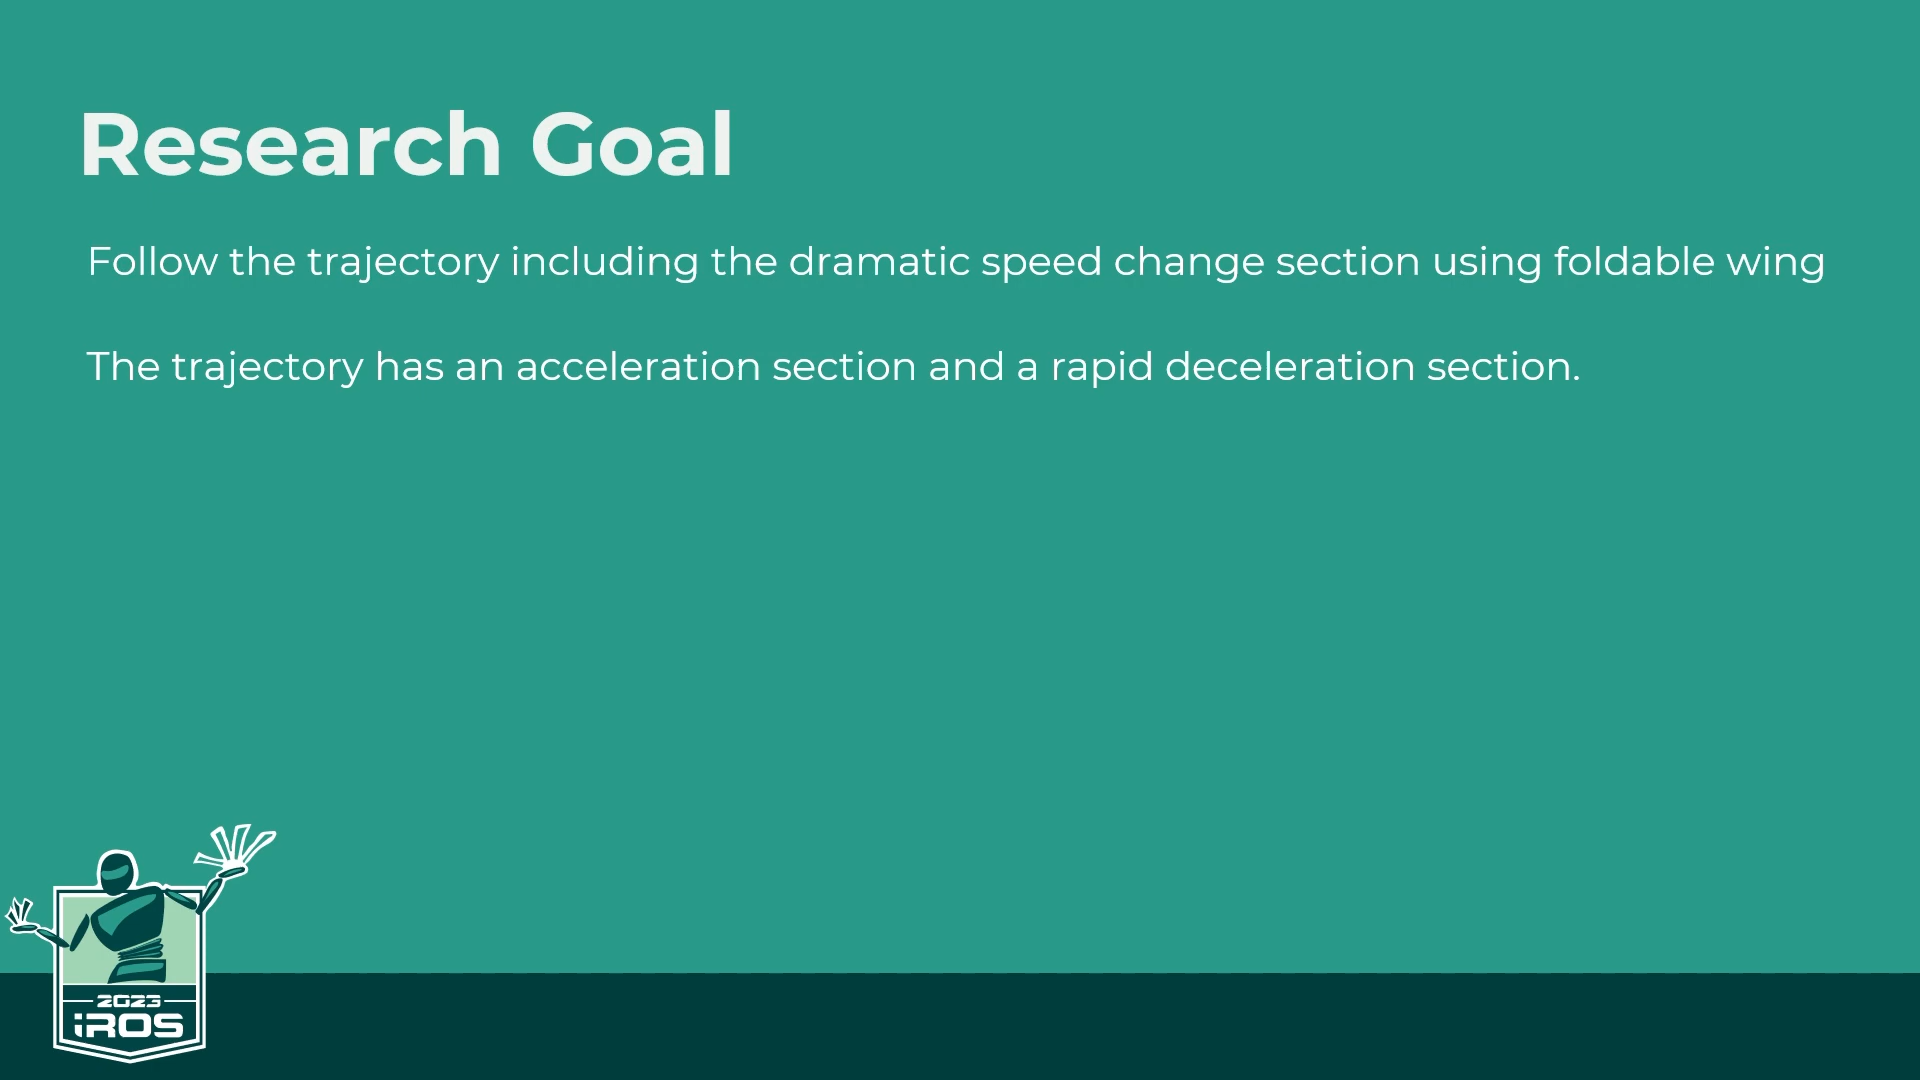 Research Goal
Follow the trajectory including the dramatic speed change section using foldable wing
The trajectory has an acceleration section and a rapid deceleration section.
2023
iROS